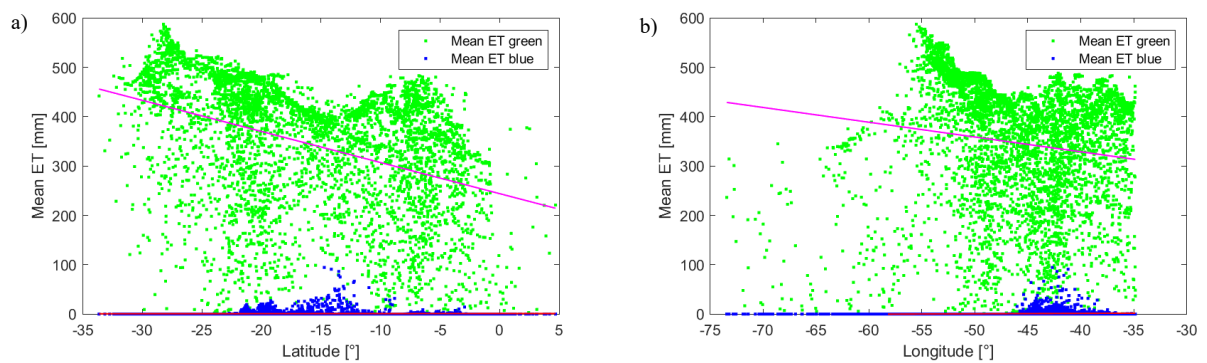 a)
Mean ET [mm]
600
500
400
300
200
100
0
Mean ET green
Mean ET blue
-35 -30 -25 -20 -15 -10 -5 0 5
Latitude [°]
b)
Mean ET [mm]
600
500
400
300
200
100
0
Mean ET green
Mean ET blue
-75 -70 -65 -60 -55 -50 -45 -40 -35 -30
Longitude [°]